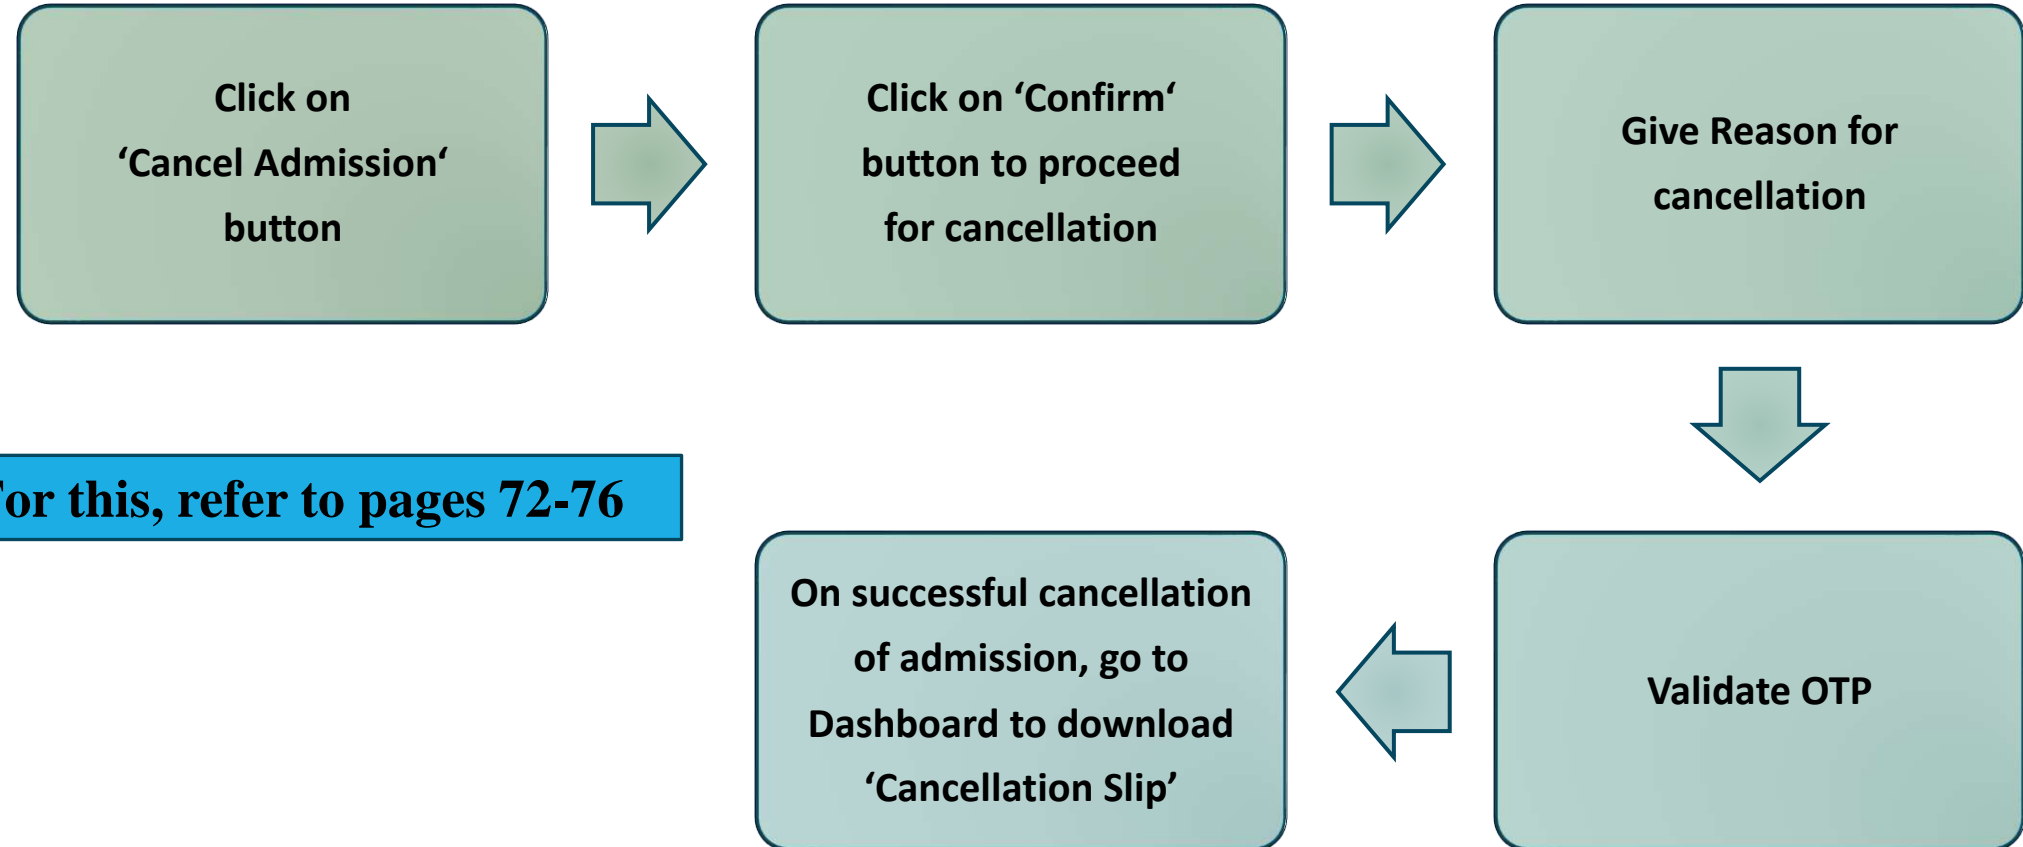 Click on
‘Cancel Admission‘
button
Click on ‘Confirm‘
button to proceed
for cancellation
Give Reason for
cancellation
Validate OTP
On successful cancellation
of admission, go to
Dashboard to download
‘Cancellation Slip’
For this, refer to pages 72-76